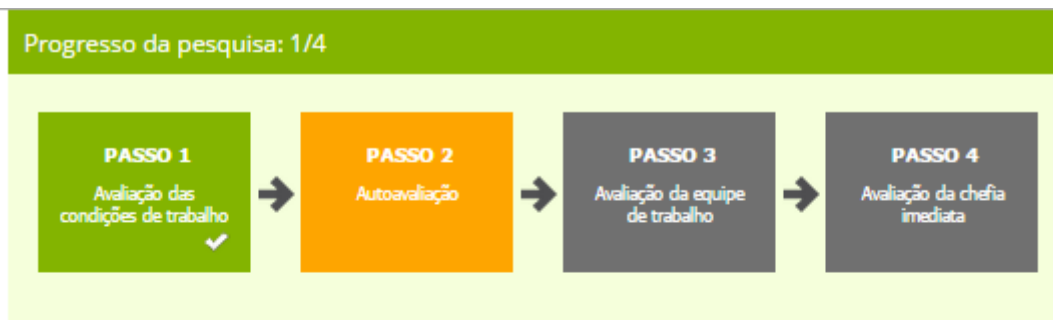 Progresso da pesquisa: 1/4
PASSO 1
Avaliação das
condições de trabalho
PASSO 2
Autoavaliação
PASSO 3
Avaliação da equipe
de trabalho
PASSO 4
Avaliação da chefia
imediata